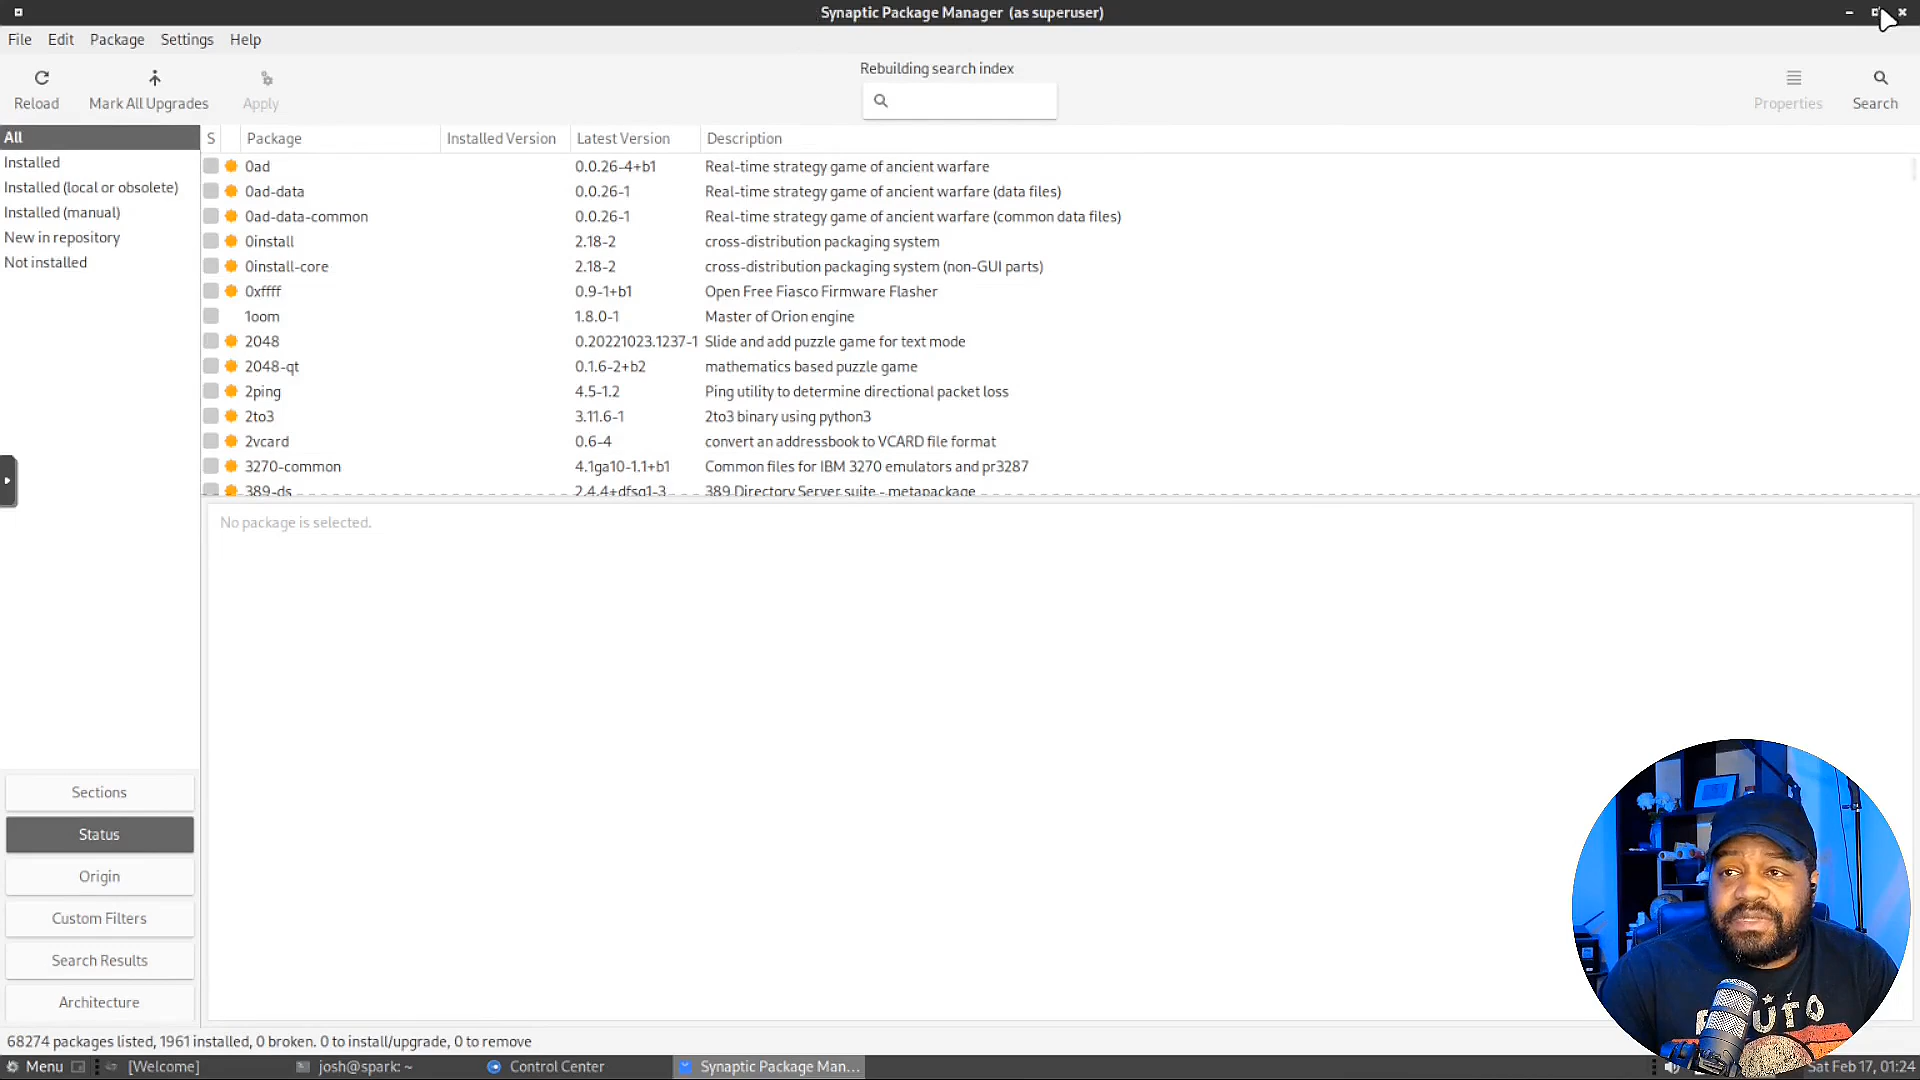 Synaptic Package Manager (as superuser)
File Edit Package Settings Help
Rebuilding search index
Reload Mark All Upgrades Apply Properties Search
All
Installed
Installed (local or obsolete)
Installed (manual)
New in repository
Not installed
S Package Installed Version Latest Version Description
0ad 0.0.26-4+b1 Real-time strategy game of ancient warfare
0ad-data 0.0.26-1 Real-time strategy game of ancient warfare (data files)
0ad-data-common 0.0.26-1 Real-time strategy game of ancient warfare (common data files)
0install 2.18-2 cross-distribution packaging system
0install-core 2.18-2 cross-distribution packaging system (non-GUI parts)
0xffff 0.9-1+b1 Open Free Fiasco Firmware Flasher
1oom 1.8.0-1 Master of Orion engine
2048 0.20221023.1237-1 Slide and add puzzle game for text mode
2048-qt 0.1.6-2+b2 mathematics based puzzle game
2ping 4.5-1.2 Ping utility to determine directional packet loss
2to3 3.11.6-1 2to3 binary using python3
2vcard 0.6-4 convert an addressbook to VCARD file format
3270-common 4.1ga10-1.1+b1 Common files for IBM 3270 emulators and pr3287
389-ds 2.4.4+dfsg1-3 389 Directory Server suite - metapackage
No package is selected.
Sections
Status
Origin
Custom Filters
Search Results
Architecture
68274 packages listed, 1961 installed, 0 broken. 0 to install/upgrade, 0 to remove
Menu [Welcome] josh@spark: ~ Control Center Synaptic Package Man... Sat Feb 17, 01:24